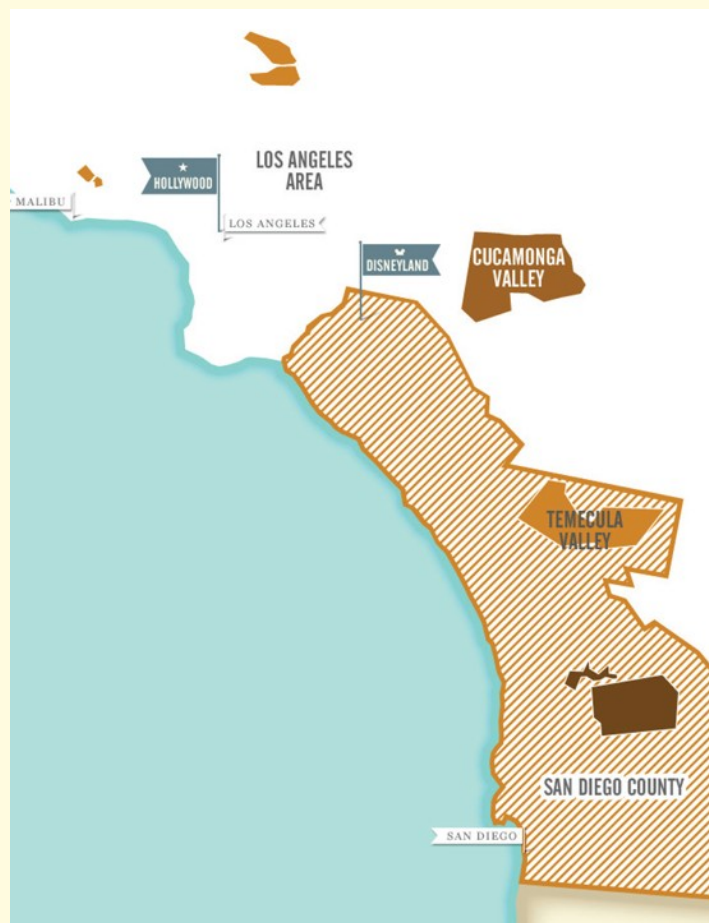 LOS ANGELES
AREA
HOLLYWOOD
MALIBU
LOS ANGELES
DISNEYLAND
CUCAMONGA
VALLEY
TEMECULA
VALLEY
SAN DIEGO COUNTY
SAN DIEGO